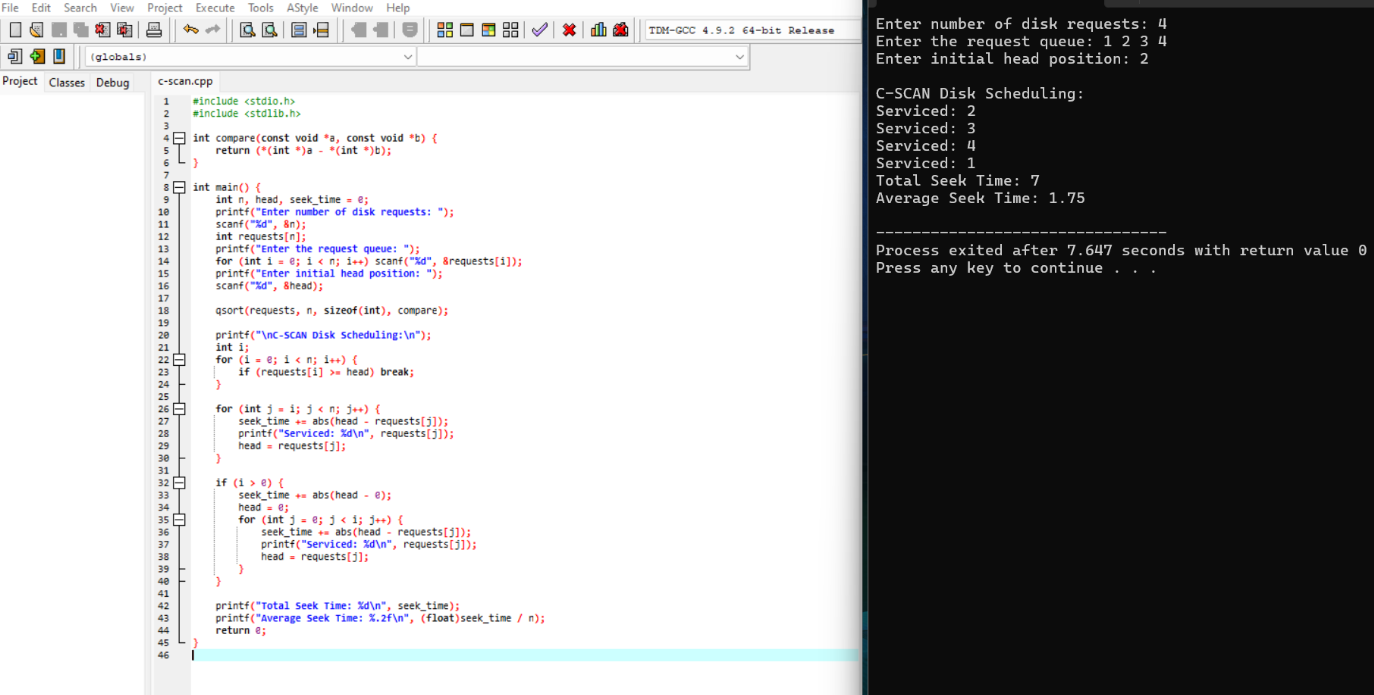 File Edit Search View Project Execute Tools AStyle Window Help
TDM-GCC 4.9.2 64-bit Release
(globals)
Project Classes Debug
c-scan.cpp
1 #include <stdio.h>
2 #include <stdlib.h>
3
4 int compare(const void *a, const void *b) {
5 return (*(int *)a - *(int *)b);
6 }
7
8 int main() {
9 int n, head, seek_time = 0;
10 printf("Enter number of disk requests: ");
11 scanf("%d", &n);
12 int requests[n];
13 printf("Enter the request queue: ");
14 for (int i = 0; i < n; i++) scanf("%d", &requests[i]);
15 printf("Enter initial head position: ");
16 scanf("%d", &head);
17
18 qsort(requests, n, sizeof(int), compare);
19
20 printf("\nC-SCAN Disk Scheduling:\n");
21 int i;
22 for (i = 0; i < n; i++) {
23 if (requests[i] >= head) break;
24 }
25
26 for (int j = i; j < n; j++) {
27 seek_time += abs(head - requests[j]);
28 printf("Serviced: %d\n", requests[j]);
29 head = requests[j];
30 }
31
32 if (i > 0) {
33 seek_time += abs(head - 0);
34 head = 0;
35 for (int j = 0; j < i; j++) {
36 seek_time += abs(head - requests[j]);
37 printf("Serviced: %d\n", requests[j]);
38 head = requests[j];
39 }
40 }
41
42 printf("Total Seek Time: %d\n", seek_time);
43 printf("Average Seek Time: %.2f\n", (float)seek_time / n);
44 return 0;
45 }
46
Enter number of disk requests: 4
Enter the request queue: 1 2 3 4
Enter initial head position: 2
C-SCAN Disk Scheduling:
Serviced: 2
Serviced: 3
Serviced: 4
Serviced: 1
Total Seek Time: 7
Average Seek Time: 1.75
--------------------------------
Process exited after 7.647 seconds with return value 0
Press any key to continue . . .